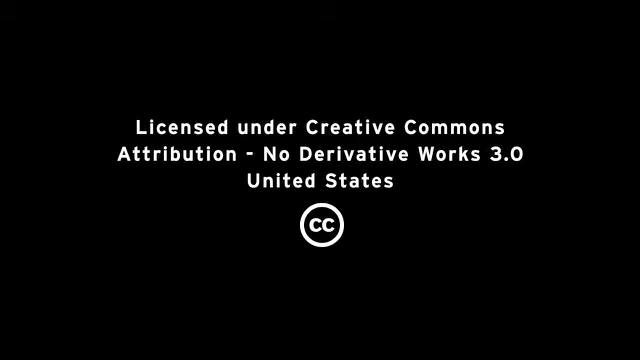 Licensed under Creative Commons
Attribution - No Derivative Works 3.0
United States
cc